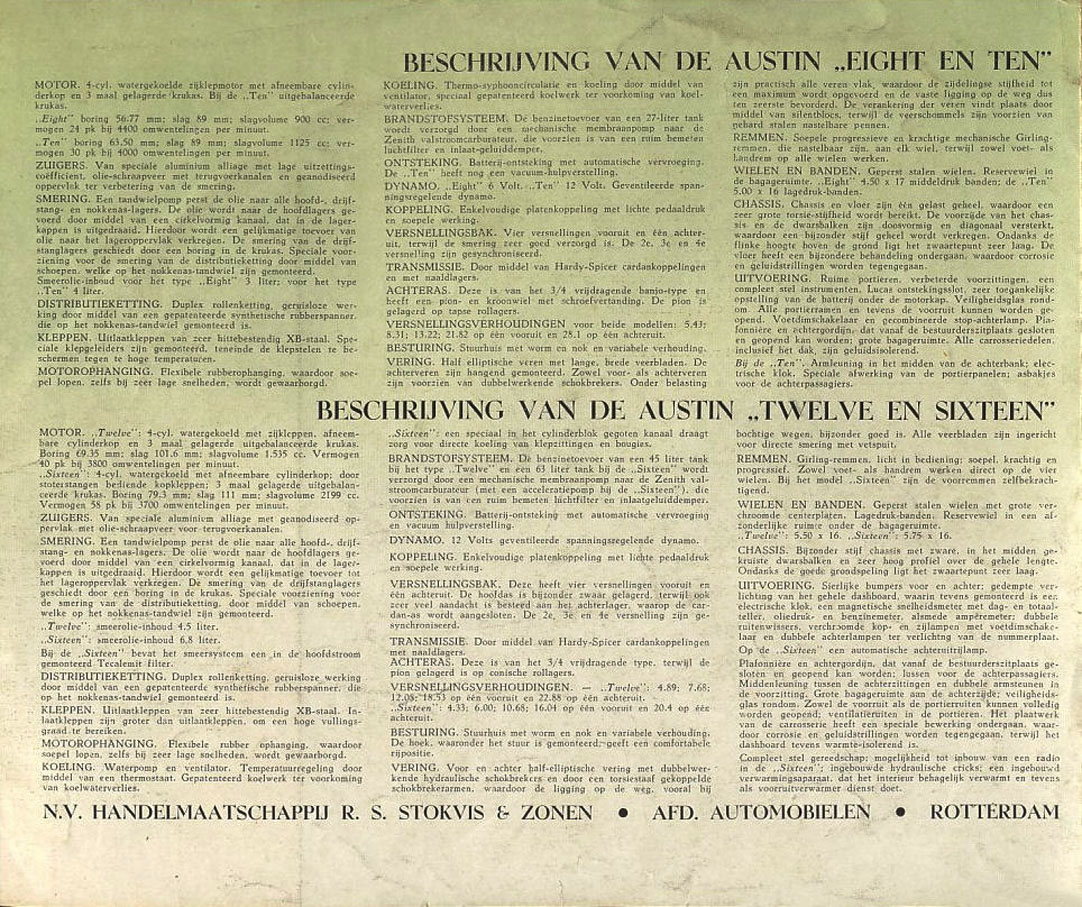 BESCHRIJVING VAN DE AUSTIN „EIGHT EN TEN”
MOTOR. 4-cyl. watergekoelde zijklepmotor met afneembare cylin-
derkop en 3 maal gelagerde krukas. Bij de „Ten” uitgebalanceerde
krukas.
„Eight” boring 56.77 mm; slag 89 mm; slagvolume 900 cc; ver-
mogen 24 pk bij 4400 omwentelingen per minuut.
„Ten” boring 63.50 mm; slag 89 mm; slagvolume 1125 cc; ver-
mogen 30 pk bij 4000 omwentelingen per minuut.
ZUIGERS. Van speciale aluminium alliage met lage uitzettings-
coëfficient, olie-schraapveer met terugvoerkanalen en geanodiseerd
oppervlak ter verbetering van de smering.
SMERING. Een tandwielpomp perst de olie naar alle hoofd-, drijf-
stang- en nokkenas-lagers. De olie wordt naar de hoofdlagers ge-
voerd door middel van een cirkelvormig kanaal, dat in de lager-
kappen is uitgedraaid. Hierdoor wordt een gelijkmatige toevoer van
olie naar het lageroppervlak verkregen. De smering van de drijf-
stanglagers geschiedt door een boring in de krukas. Speciale voor-
ziening voor de smering van de distributieketting door middel van
schoepen, welke op het nokkenas-tandwiel zijn gemonteerd.
Smeerolie-inhoud voor het type „Eight” 3 liter; voor het type
„Ten” 4 liter.
DISTRIBUTIEKETTING. Duplex rollenketting, geruisloze wer-
king door middel van een gepatenteerde synthetische rubberspanner,
die op het nokkenas-tandwiel gemonteerd is.
KLEPPEN. Uitlaatkleppen van zeer hittebestendig XB-staal. Spe-
ciale klepgeleiders zijn gemonteerd, teneinde de klepstelen te be-
schermen tegen te hoge temperaturen.
MOTOROPHANGING. Flexibele rubberophanging, waardoor soe-
pel lopen, zelfs bij zeer lage snelheden, wordt gewaarborgd.
KOELING. Thermo-syphooncirculatie en koeling door middel van
ventilator, speciaal gepatenteerd koelwerk ter voorkoming van koel-
waterverlies.
BRANDSTOFSYSTEEM. De benzinetoevoer van een 27-liter tank
wordt verzorgd door een mechanische membraanpomp naar de
Zenith valstroomcarburateur, die voorzien is van een ruim bemeten
luchtfilter en inlaat-geluiddemper.
ONTSTEKING. Batterij-ontsteking met automatische vervroeging.
De „Ten” heeft nog een vacuum-hulpverstelling.
DYNAMO. „Eight” 6 Volt. „Ten” 12 Volt. Geventileerde span-
ningsregelende dynamo.
KOPPELING. Enkelvoudige platenkoppeling met lichte pedaaldruk
en soepele werking.
VERSNELLINGSBAK. Vier versnellingen vooruit en één achter-
uit, terwijl de smering zeer goed verzorgd is. De 2e, 3e en 4e
versnelling zijn gesynchroniseerd.
TRANSMISSIE. Door middel van Hardy-Spicer cardankoppelingen
en met naaldlagers.
ACHTERAS. Deze is van het 3/4 vrijdragende banjo-type en
heeft een pion- en kroonwiel met schroefvertanding. De pion is
gelagerd op tapse rollagers.
VERSNELLINGSVERHOUDINGEN voor beide modellen: 5.43;
8.31; 13.22; 21.82 op één vooruit en 28.1 op één achteruit.
BESTURING. Stuurhuis met worm en nok en variabele verhouding.
VERING. Half elliptische veren met lange, brede veerbladen. De
achterveren zijn hangend gemonteerd. Zowel voor- als achterveren
zijn voorzien van dubbelwerkende schokbrekers. Onder belasting
zijn practisch alle veren vlak, waardoor de zijdelingse stijfheid tot
een maximum wordt opgevoerd en de vaste ligging op de weg dus
ten zeerste bevorderd. De verankering der veren vindt plaats door
middel van silentblocs, terwijl de veerschommels zijn voorzien van
gehard stalen nastelbare pennen.
REMMEN. Soepele progressieve en krachtige mechanische Girling-
remmen, die nastelbaar zijn, aan elk wiel, terwijl zowel voet- als
handrem op alle wielen werken.
WIELEN EN BANDEN. Geperst stalen wielen. Reservewiel in
de bagageruimte. „Eight” 4.50 x 17 middeldruk banden; de „Ten”
5.00 x 16 lagedruk-banden.
CHASSIS. Chassis en vloer zijn één gelast geheel, waardoor een
zeer grote torsie-stijfheid wordt bereikt. De voorzijde van het chas-
sis en de dwarsbalken zijn doosvormig en diagonaal versterkt,
waardoor een bijzonder stijf geheel wordt verkregen. Ondanks de
flinke hoogte boven de grond ligt het zwaartepunt zeer laag. De
vloer heeft een bijzondere behandeling ondergaan, waardoor corrosie
en geluidstrillingen worden tegengegaan.
UITVOERING. Ruime portieren, verbeterde voorzittingen, een
compleet stel instrumenten. Lucas ontstekingsslot, zeer toegankelijke
opstelling van de batterij onder de motorkap. Veiligheidsglas rond-
om. Alle portierramen en tevens de voorruit kunnen worden ge-
opend. Voetdimschakelaar en gecombineerde stop-achterlamp. Pla-
fonnière en achtergordijn, dat vanaf de bestuurderszitplaats gesloten
en geopend kan worden; grote bagageruimte. Alle carrosseriedelen,
inclusief het dak, zijn geluidsisolerend.
Bij de „Ten”. Armleuning in het midden van de achterbank; elec-
trische klok. Speciale afwerking van de portierpanelen; asbakjes
voor de achterpassagiers.
BESCHRIJVING VAN DE AUSTIN „TWELVE EN SIXTEEN”
MOTOR. „Twelve”: 4-cyl. watergekoeld met zijkleppen, afneem-
bare cylinderkop en 3 maal gelagerde uitgebalanceerde krukas.
Boring 69.35 mm; slag 101.6 mm; slagvolume 1.535 cc. Vermogen
40 pk bij 3800 omwentelingen per minuut.
„Sixteen”: 4-cyl. watergekoeld met afneembare cylinderkop; door
stoterstangen bediende kopkleppen; 3 maal gelagerde uitgebalan-
ceerde krukas. Boring 79.3 mm; slag 111 mm; slagvolume 2199 cc.
Vermogen 58 pk bij 3700 omwentelingen per minuut.
ZUIGERS. Van speciale aluminium alliage met geanodiseerd op-
pervlak met olie-schraapveer voor terugvoerkanalen.
SMERING. Een tandwielpomp perst de olie naar alle hoofd-, drijf-
stang- en nokkenas-lagers. De olie wordt naar de hoofdlagers ge-
voerd door middel van een cirkelvormig kanaal, dat in de lager-
kappen is uitgedraaid. Hierdoor wordt een gelijkmatige toevoer tot
het lageroppervlak verkregen. De smering van de drijfstanglagers
geschiedt door een boring in de krukas. Speciale voorziening voor
de smering van de distributieketting, door middel van schoepen,
welke op het nokkenas-tandwiel zijn gemonteerd.
„Twelve”: smeerolie-inhoud 4.5 liter.
„Sixteen”: smeerolie-inhoud 6.8 liter.
Bij de „Sixteen” bevat het smeersysteem een in de hoofdstroom
gemonteerd Tecalemit filter.
DISTRIBUTIEKETTING. Duplex rollenketting, geruisloze werking
door middel van een gepatenteerde synthetische rubberspanner, die
op het nokkenas-tandwiel gemonteerd is.
KLEPPEN. Uitlaatkleppen van zeer hittebestendig XB-staal. In-
laatkleppen zijn groter dan uitlaatkleppen, om een hoge vullings-
graad te bereiken.
MOTOROPHANGING. Flexibele rubber ophanging, waardoor
soepel lopen, zelfs bij zeer lage snelheden, wordt gewaarborgd.
KOELING. Waterpomp en ventilator. Temperatuurregeling door
middel van een thermostaat. Gepatenteerd koelwerk ter voorkoming
van koelwaterverlies.
„Sixteen”: een speciaal in het cylinderblok gegoten kanaal draagt
zorg voor directe koeling van klepzittingen en bougies.
BRANDSTOFSYSTEEM. De benzinetoevoer van een 45 liter tank
bij het type „Twelve” en een 63 liter tank bij de „Sixteen” wordt
verzorgd door een mechanische membraanpomp naar de Zenith val-
stroomcarburateur (met een acceleratiepomp bij de „Sixteen”), die
voorzien is van een ruim bemeten luchtfilter en inlaatgeluiddemper.
ONTSTEKING. Batterij-ontsteking met automatische vervroeging
en vacuum hulpverstelling.
DYNAMO. 12 Volts geventileerde spanningsregelende dynamo.
KOPPELING. Enkelvoudige platenkoppeling met lichte pedaaldruk
en soepele werking.
VERSNELLINGSBAK. Deze heeft vier versnellingen vooruit en
één achteruit. De hoofdas is bijzonder zwaar gelagerd, terwijl ook
zeer veel aandacht is besteed aan het achterlager, waarop de car-
dan-as wordt aangesloten. De 2e, 3e en 4e versnelling zijn ge-
synchroniseerd.
TRANSMISSIE. Door middel van Hardy-Spicer cardankoppelingen
met naaldlagers.
ACHTERAS. Deze is van het 3/4 vrijdragende type, terwijl de
pion gelagerd is op conische rollagers.
VERSNELLINGSVERHOUDINGEN. — „Twelve”: 4.89; 7.68;
12.08; 18.53 op één vooruit en 22.88 op één achteruit.
„Sixteen”: 4.33; 6.00; 10.68; 16.04 op één vooruit en 20.4 op één
achteruit.
BESTURING. Stuurhuis met worm en nok en variabele verhouding.
De hoek, waaronder het stuur is gemonteerd, geeft een comfortabele
rijpositie.
VERING. Voor en achter half-elliptische vering met dubbelwer-
kende hydraulische schokbrekers en door een torsiestaaf gekoppelde
schokbrekerarmen, waardoor de ligging op de weg, vooral bij
bochtige wegen, bijzonder goed is. Alle veerbladen zijn ingericht
voor directe smering met vetspuit.
REMMEN. Girling-remmen, licht in bediening; soepel, krachtig en
progressief. Zowel voet- als handrem werken direct op de vier
wielen. Bij het model „Sixteen” zijn de voorremmen zelfbekrach-
tigend.
WIELEN EN BANDEN. Geperst stalen wielen met grote ver-
chroomde centerplaten. Lagedruk-banden. Reservewiel in een af-
zonderlijke ruimte onder de bagageruimte.
„Twelve”: 5.50 x 16. „Sixteen”: 5.75 x 16.
CHASSIS. Bijzonder stijf chassis met zware, in het midden ge-
kruiste dwarsbalken en zeer hoog profiel over de gehele lengte.
Ondanks de goede grondspeling ligt het zwaartepunt zeer laag.
UITVOERING. Sierlijke bumpers voor en achter; gedempte ver-
lichting van het gehele dashboard, waarin tevens gemonteerd is een
electrische klok, een magnetische snelheidsmeter met dag- en totaal-
teller, oliedruk- en benzinemeter, alsmede ampèremeter; dubbele
ruitenwissers, verchroomde kop- en zijlampen met voetdimschake-
laar en dubbele achterlampen ter verlichting van de nummerplaat.
Op de „Sixteen” een automatische achteruitrijlamp.
Plafonnière en achtergordijn, dat vanaf de bestuurderszitplaats ge-
sloten en geopend kan worden; lussen voor de achterpassagiers.
Middenleuning tussen de achterzittingen en dubbele armsteunen in
de voorzitting. Grote bagageruimte aan de achterzijde; veiligheids-
glas rondom. Zowel de voorruit als de portierruiten kunnen volledig
worden geopend; ventilatieruiten in de portieren. Het plaatwerk
van de carrosserie heeft een speciale bewerking ondergaan, waar-
door corrosie en geluidstrillingen worden tegengegaan, terwijl het
dashboard tevens warmte-isolerend is.
Compleet stel gereedschap; mogelijkheid tot inbouw van een radio
in de „Sixteen”; ingebouwde hydraulische cricks; een ingebouwd
verwarmingsaparaat, dat het interieur behagelijk verwarmt en tevens
als voorruitverwarmer dienst doet.
N.V. HANDELMAATSCHAPPIJ R. S. STOKVIS & ZONEN ● AFD. AUTOMOBIELEN ● ROTTERDAM